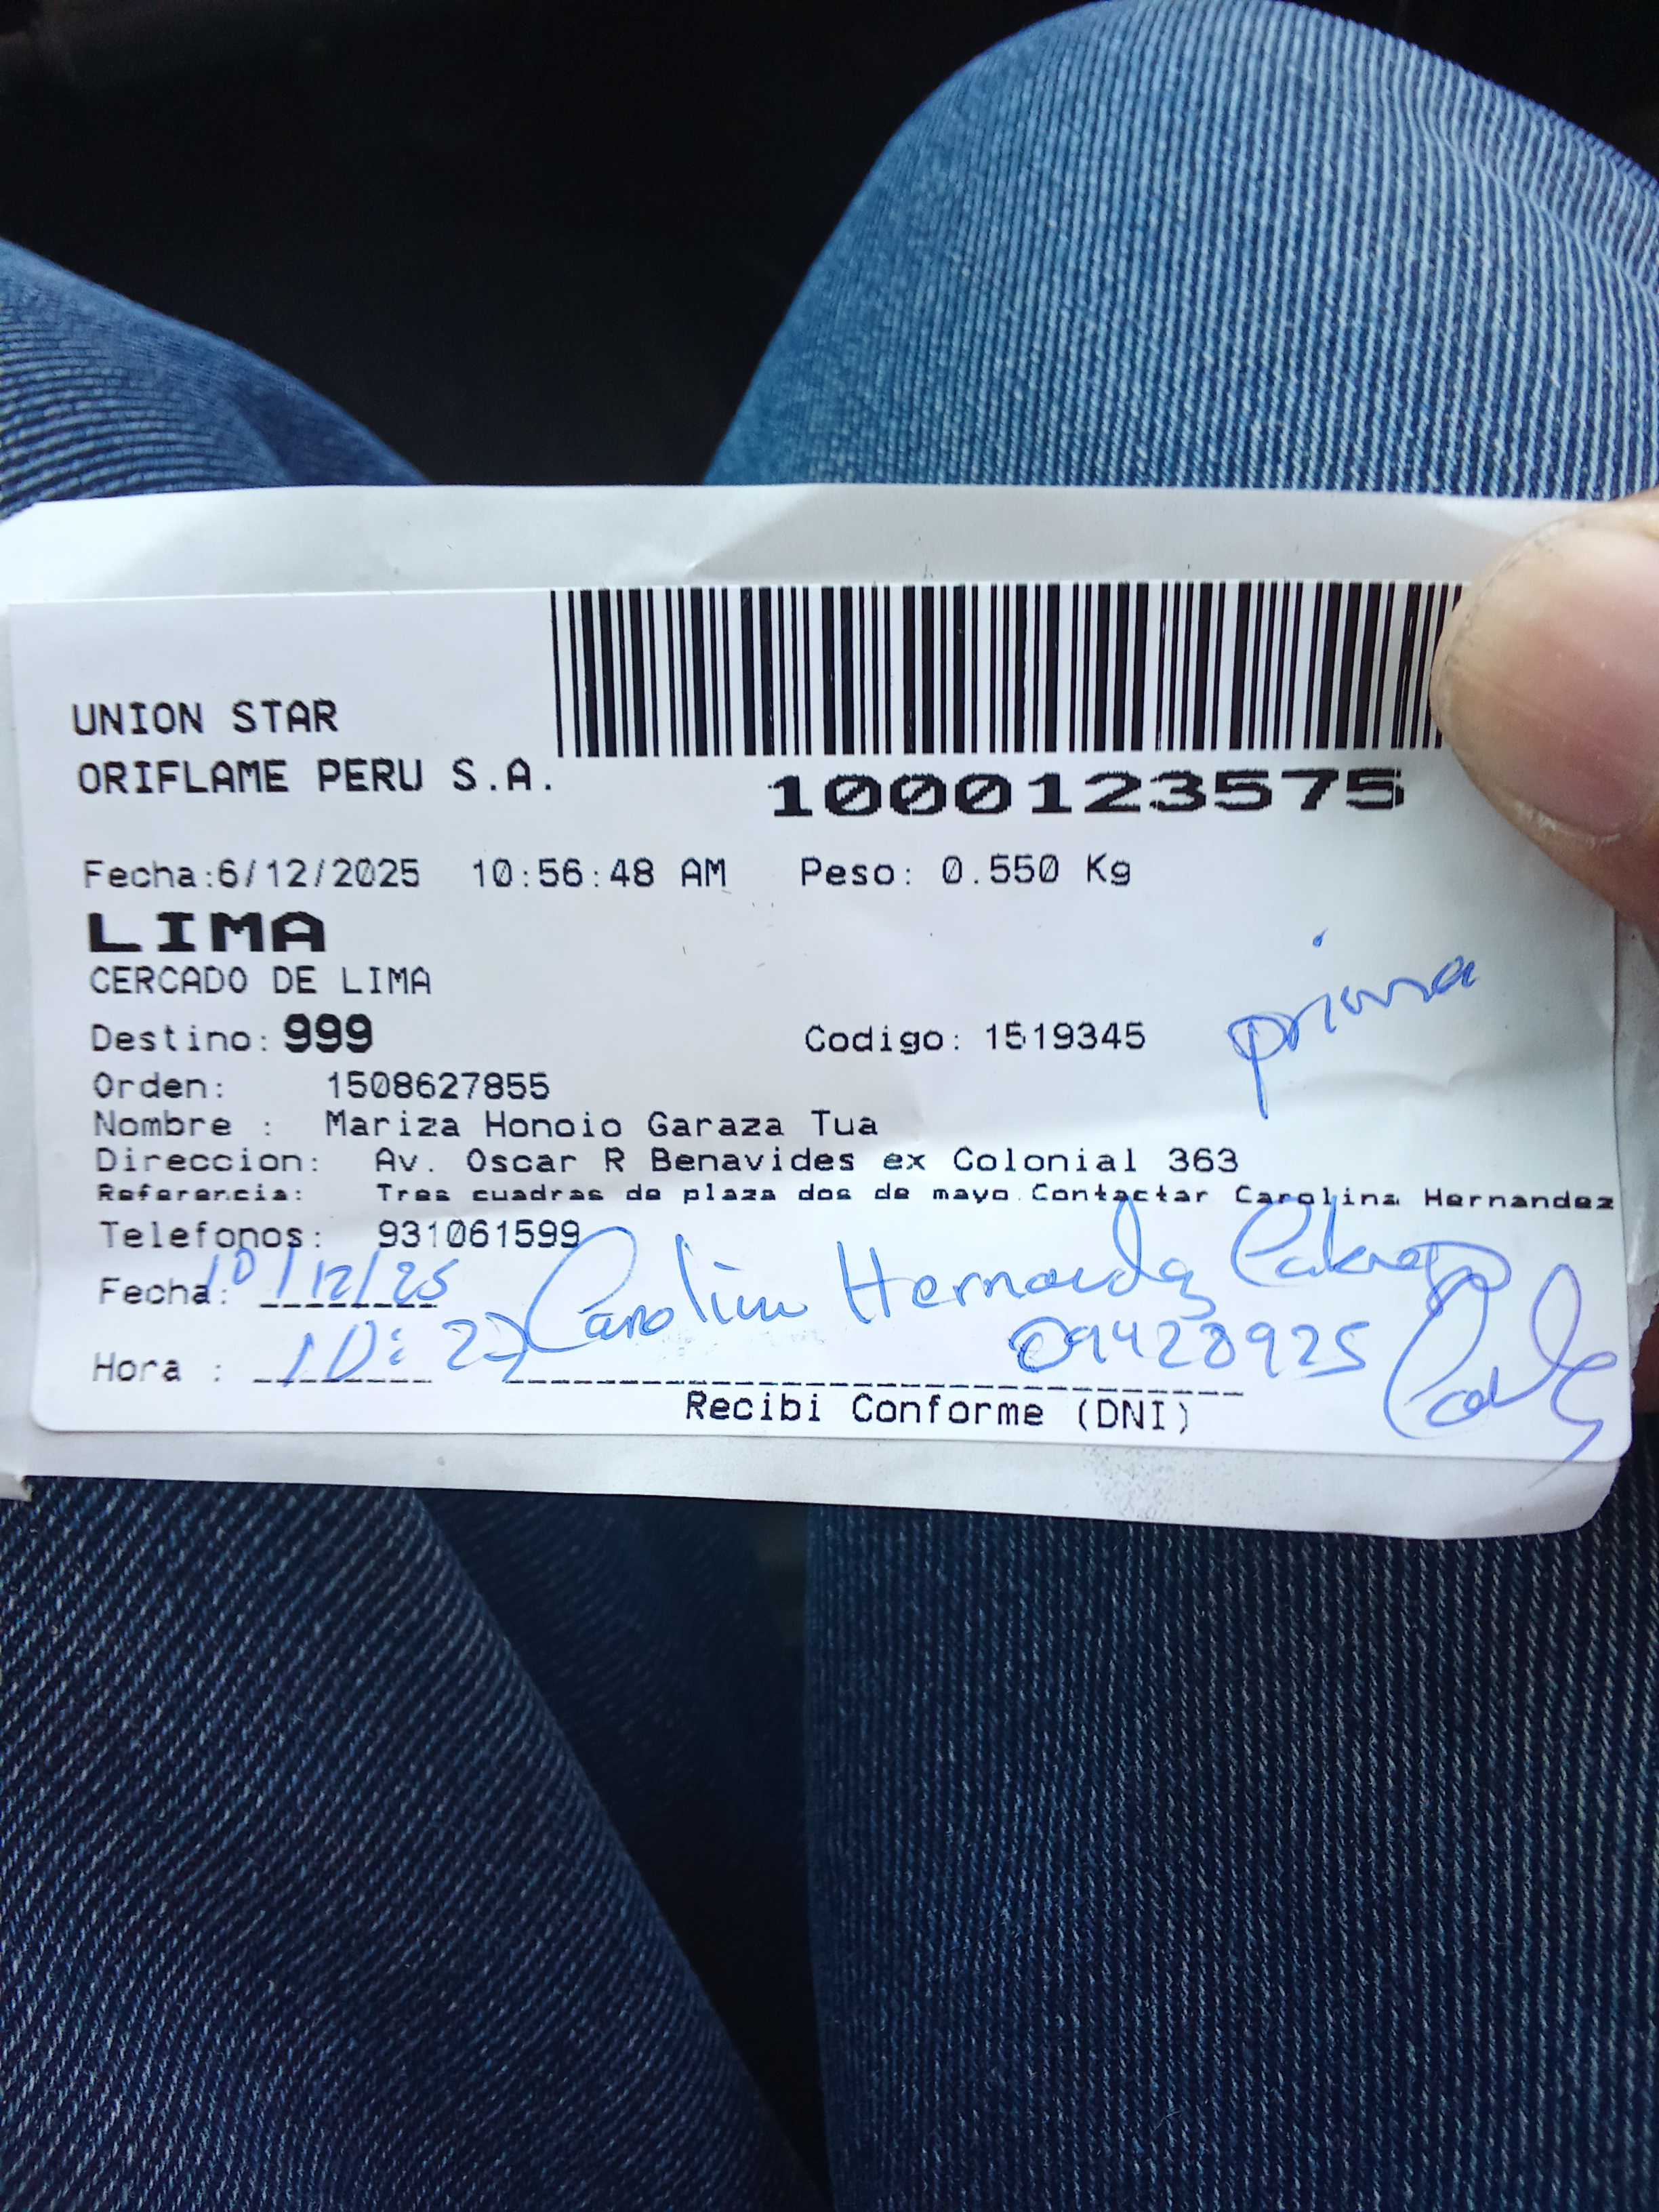 UNION STAR
ORIFLAME PERU S.A.
1000123575
Fecha:6/12/2025 10:56:48 AM Peso: 0.550 Kg
LIMA
CERCADO DE LIMA
prima
Destino: 999 Codigo: 1519345
Orden: 1508627855
Nombre : Mariza Honoio Garaza Tua
Direccion: Av. Oscar R Benavides ex Colonial 363
Referencia: Tres cuadras de plaza dos de mayo.Contactar Carolina Hernandez
Telefonos: 931061599
Fecha: 10/12/25 Carolina Hernandez
Hora : 10:27 09428925
Recibi Conforme (DNI)